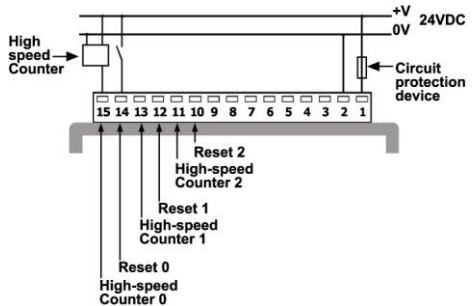 +V
24VDC
0V
High
speed
Counter
Circuit
protection
device
15 14 13 12 11 10 9 8 7 6 5 4 3 2 1
Reset 2
High-speed
Counter 2
Reset 1
High-speed
Counter 1
Reset 0
High-speed
Counter 0